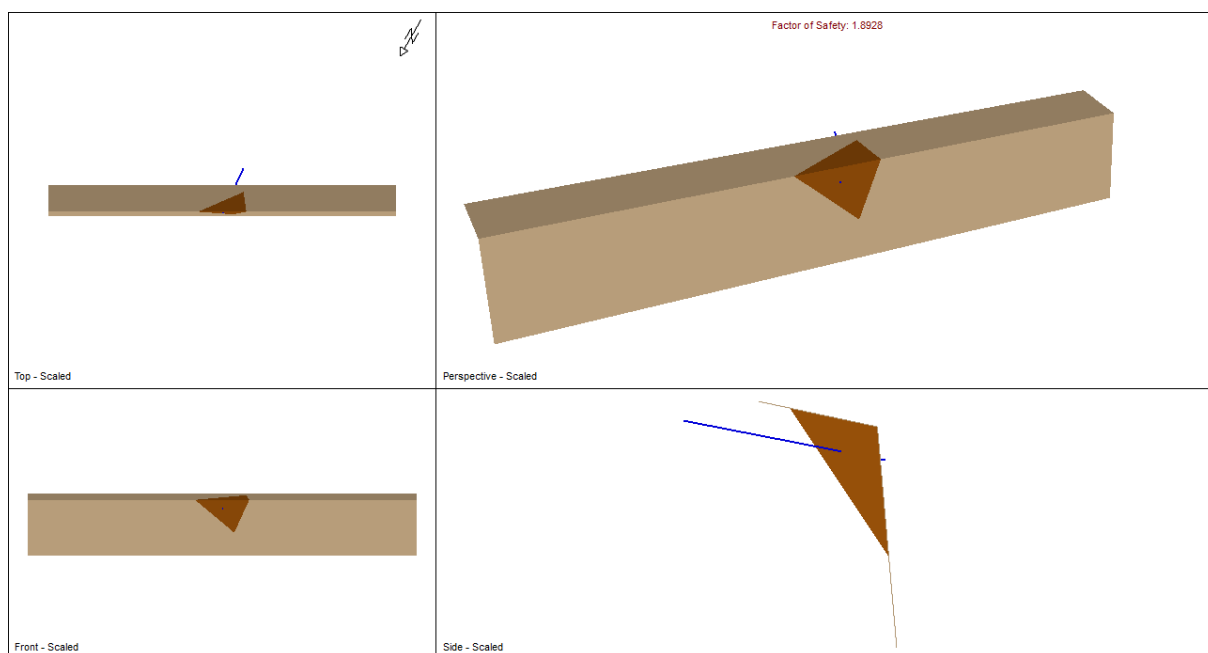 N
Factor of Safety: 1.8928
Top - Scaled
Perspective - Scaled
Front - Scaled
Side - Scaled